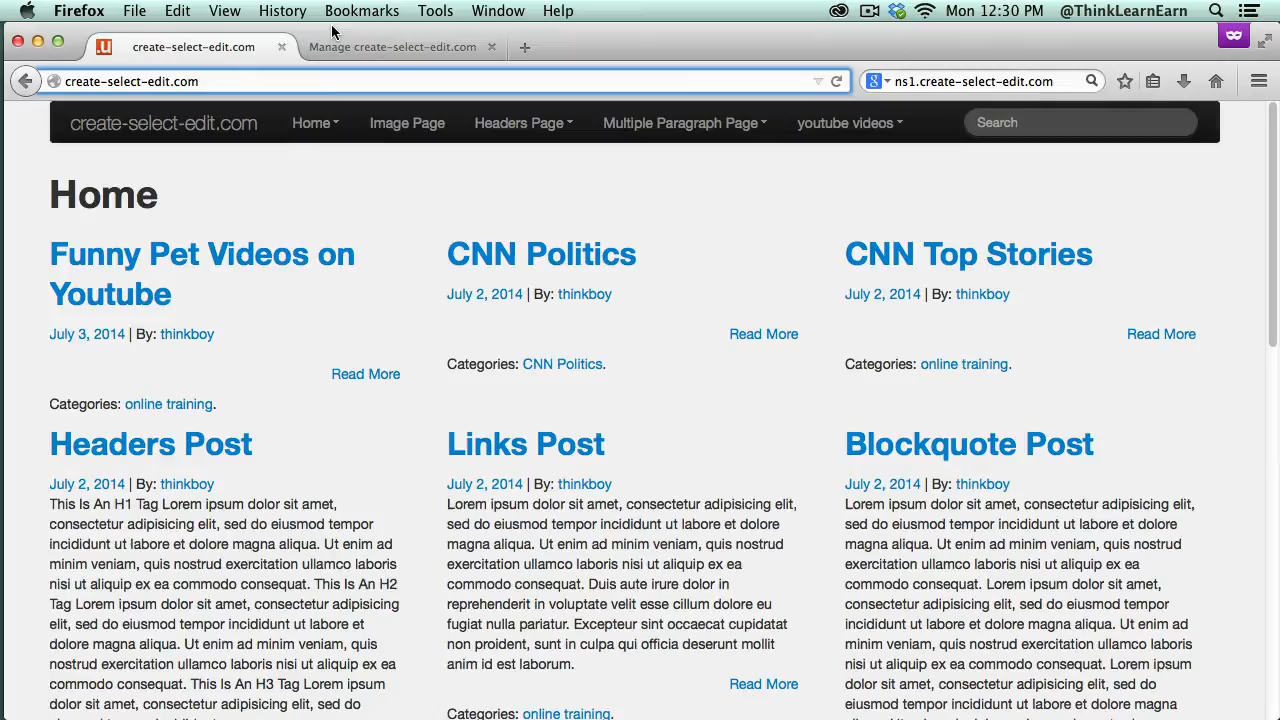 Firefox File Edit View History Bookmarks Tools Window Help Mon 12:30 PM @ThinkLearnEarn
create-select-edit.com Manage create-select-edit.com
create-select-edit.com ns1.create-select-edit.com
create-select-edit.com Home Image Page Headers Page Multiple Paragraph Page youtube videos Search
Home
Funny Pet Videos on
Youtube
July 3, 2014 | By: thinkboy
Read More
Categories: online training.
CNN Politics
July 2, 2014 | By: thinkboy
Read More
Categories: CNN Politics.
CNN Top Stories
July 2, 2014 | By: thinkboy
Read More
Categories: online training.
Headers Post
July 2, 2014 | By: thinkboy
This Is An H1 Tag Lorem ipsum dolor sit amet,
consectetur adipisicing elit, sed do eiusmod tempor
incididunt ut labore et dolore magna aliqua. Ut enim ad
minim veniam, quis nostrud exercitation ullamco laboris
nisi ut aliquip ex ea commodo consequat. This Is An H2
Tag Lorem ipsum dolor sit amet, consectetur adipisicing
elit, sed do eiusmod tempor incididunt ut labore et
dolore magna aliqua. Ut enim ad minim veniam, quis
nostrud exercitation ullamco laboris nisi ut aliquip ex ea
commodo consequat. This Is An H3 Tag Lorem ipsum
Links Post
July 2, 2014 | By: thinkboy
Lorem ipsum dolor sit amet, consectetur adipisicing elit,
sed do eiusmod tempor incididunt ut labore et dolore
magna aliqua. Ut enim ad minim veniam, quis nostrud
exercitation ullamco laboris nisi ut aliquip ex ea
commodo consequat. Duis aute irure dolor in
reprehenderit in voluptate velit esse cillum dolore eu
fugiat nulla pariatur. Excepteur sint occaecat cupidatat
non proident, sunt in culpa qui officia deserunt mollit
anim id est laborum.
Read More
Categories: online training.
Blockquote Post
July 2, 2014 | By: thinkboy
Lorem ipsum dolor sit amet, consectetur adipisicing elit,
sed do eiusmod tempor incididunt ut labore et dolore
magna aliqua. Ut enim ad minim veniam, quis nostrud
exercitation ullamco laboris nisi ut aliquip ex ea
commodo consequat. Lorem ipsum dolor sit amet,
consectetur adipisicing elit, sed do eiusmod tempor
incididunt ut labore et dolore magna aliqua. Ut enim ad
minim veniam, quis nostrud exercitation ullamco laboris
nisi ut aliquip ex ea commodo consequat. Lorem ipsum
dolor sit amet, consectetur adipisicing elit, sed do